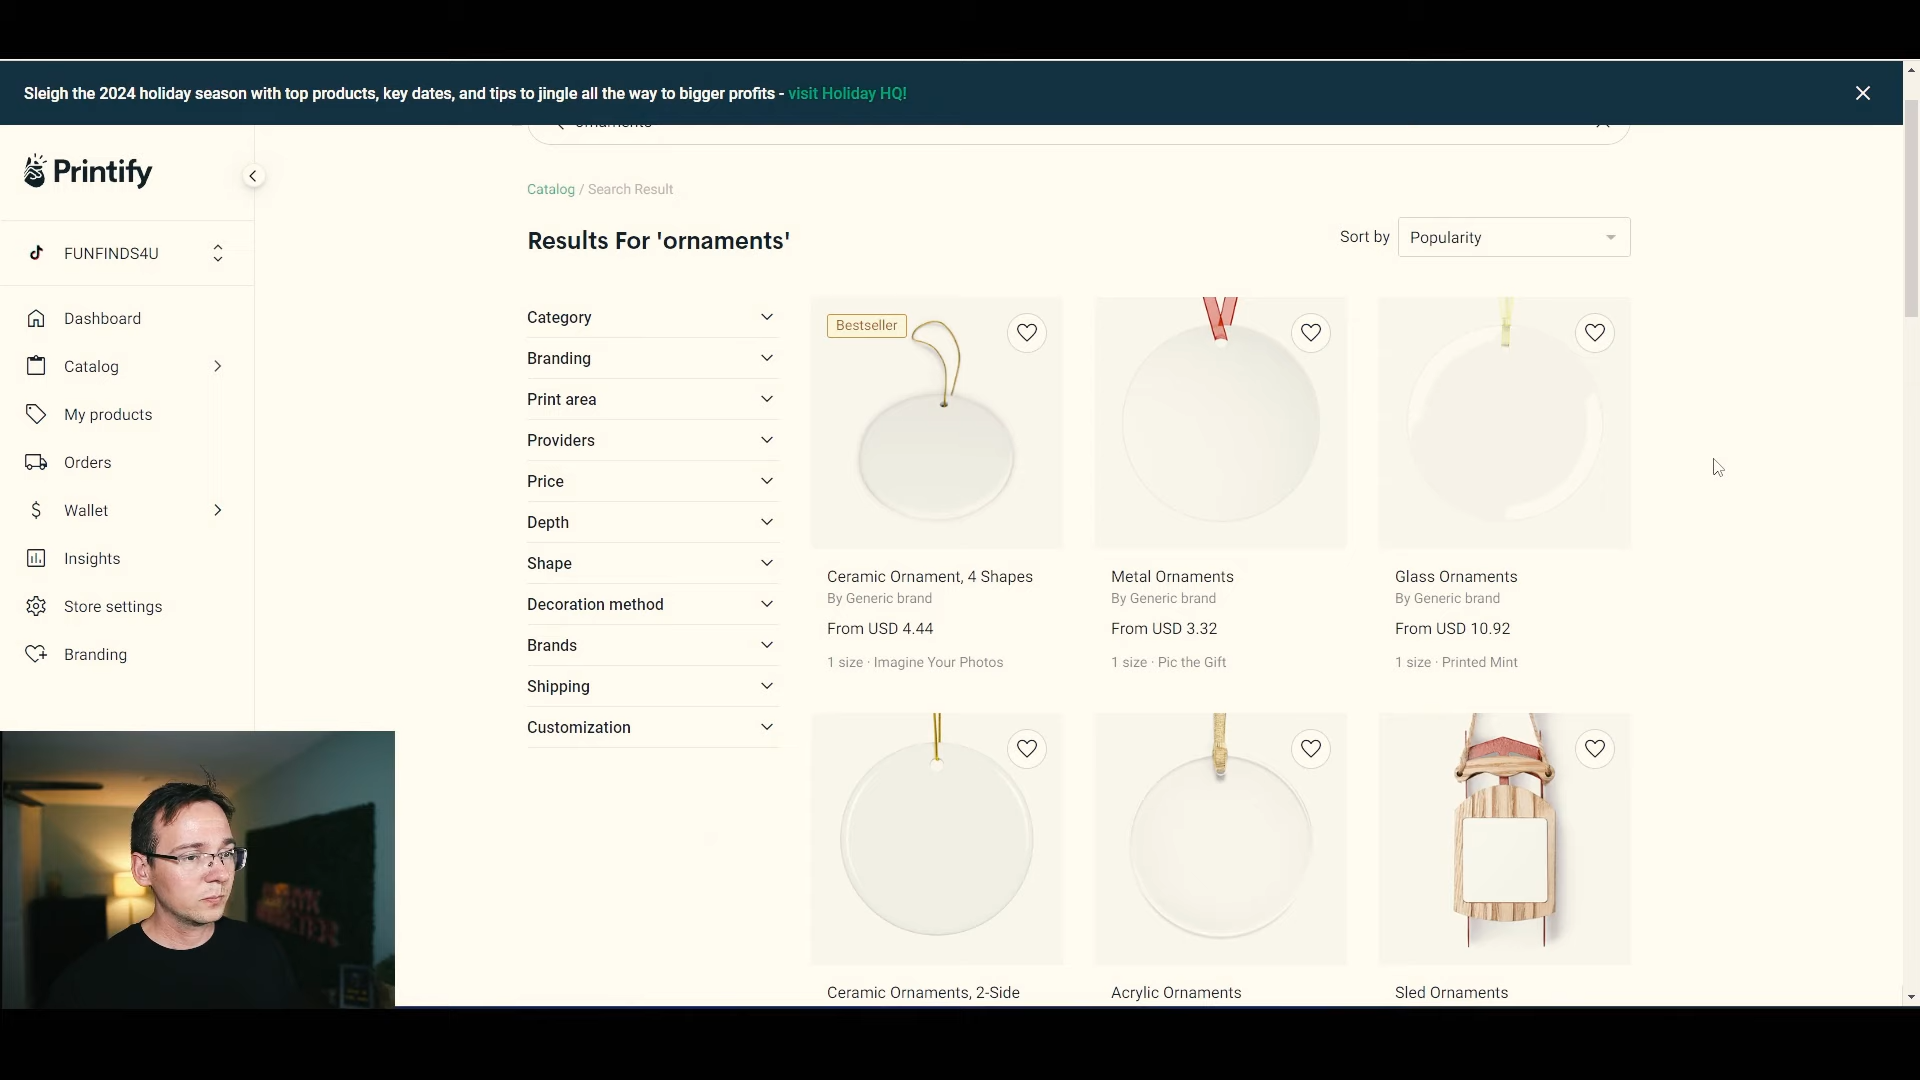 Sleigh the 2024 holiday season with top products, key dates, and tips to jingle all the way to bigger profits - visit Holiday HQ!
ornaments
Printify
Catalog / Search Result
Results For 'ornaments'
Sort by
Popularity
FUNFINDS4U
Dashboard
Catalog
My products
Orders
Wallet
Insights
Store settings
Branding
Category
Branding
Print area
Providers
Price
Depth
Shape
Decoration method
Brands
Shipping
Customization
Bestseller
Ceramic Ornament, 4 Shapes
By Generic brand
From USD 4.44
1 size · Imagine Your Photos
Metal Ornaments
By Generic brand
From USD 3.32
1 size · Pic the Gift
Glass Ornaments
By Generic brand
From USD 10.92
1 size · Printed Mint
Ceramic Ornaments, 2-Side
Acrylic Ornaments
Sled Ornaments